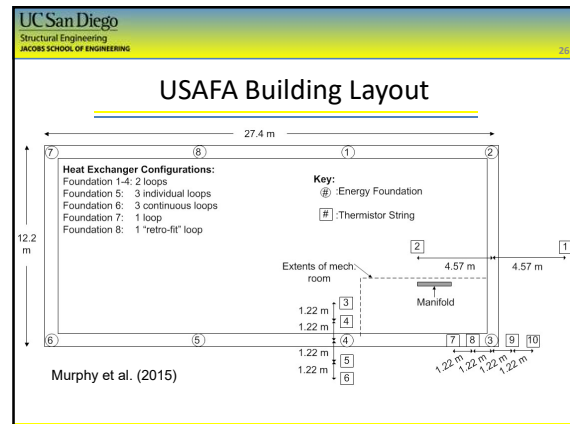 UC San Diego
Structural Engineering
JACOBS SCHOOL OF ENGINEERING
26
USAFA Building Layout
27.4 m
7
8
1
2
Heat Exchanger Configurations:
Foundation 1-4: 2 loops
Foundation 5: 3 individual loops
Foundation 6: 3 continuous loops
Foundation 7: 1 loop
Foundation 8: 1 "retro-fit" loop
Key:
# :Energy Foundation
# :Thermistor String
12.2
m
2
1
4.57 m
4.57 m
Extents of mech.
room
Manifold
3
1.22 m
4
1.22 m
6
5
4
7
8
3
9
10
1.22 m
5
1.22 m
6
1.22 m
1.22 m
1.22 m
1.22 m
Murphy et al. (2015)